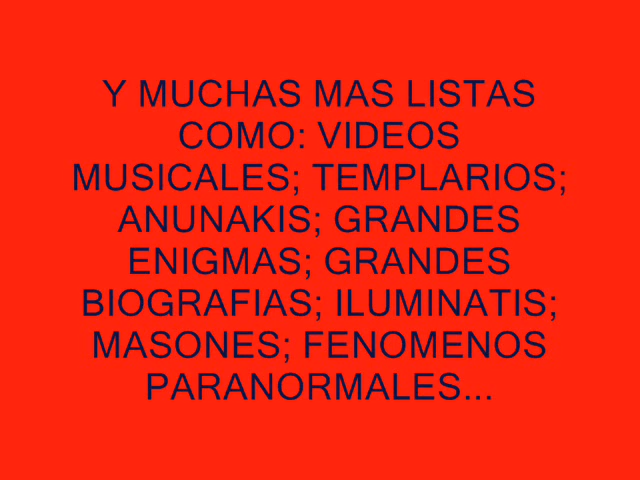 Y MUCHAS MAS LISTAS
COMO: VIDEOS
MUSICALES; TEMPLARIOS;
ANUNAKIS; GRANDES
ENIGMAS; GRANDES
BIOGRAFIAS; ILUMINATIS;
MASONES; FENOMENOS
PARANORMALES...